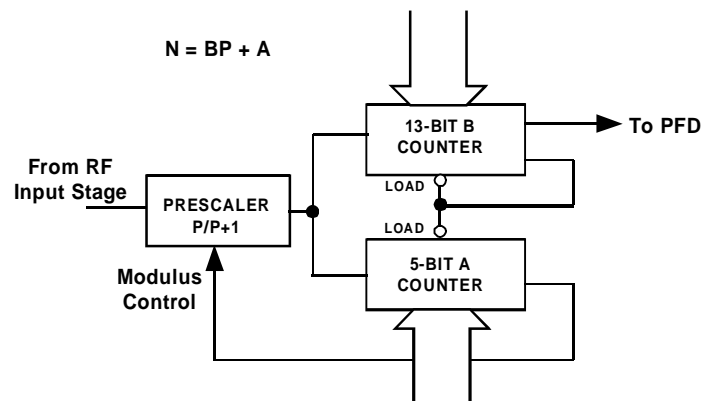 N = BP + A
13-BIT B
COUNTER
To PFD
From RF
Input Stage
LOAD
PRESCALER
P/P+1
LOAD
5-BIT A
COUNTER
Modulus
Control